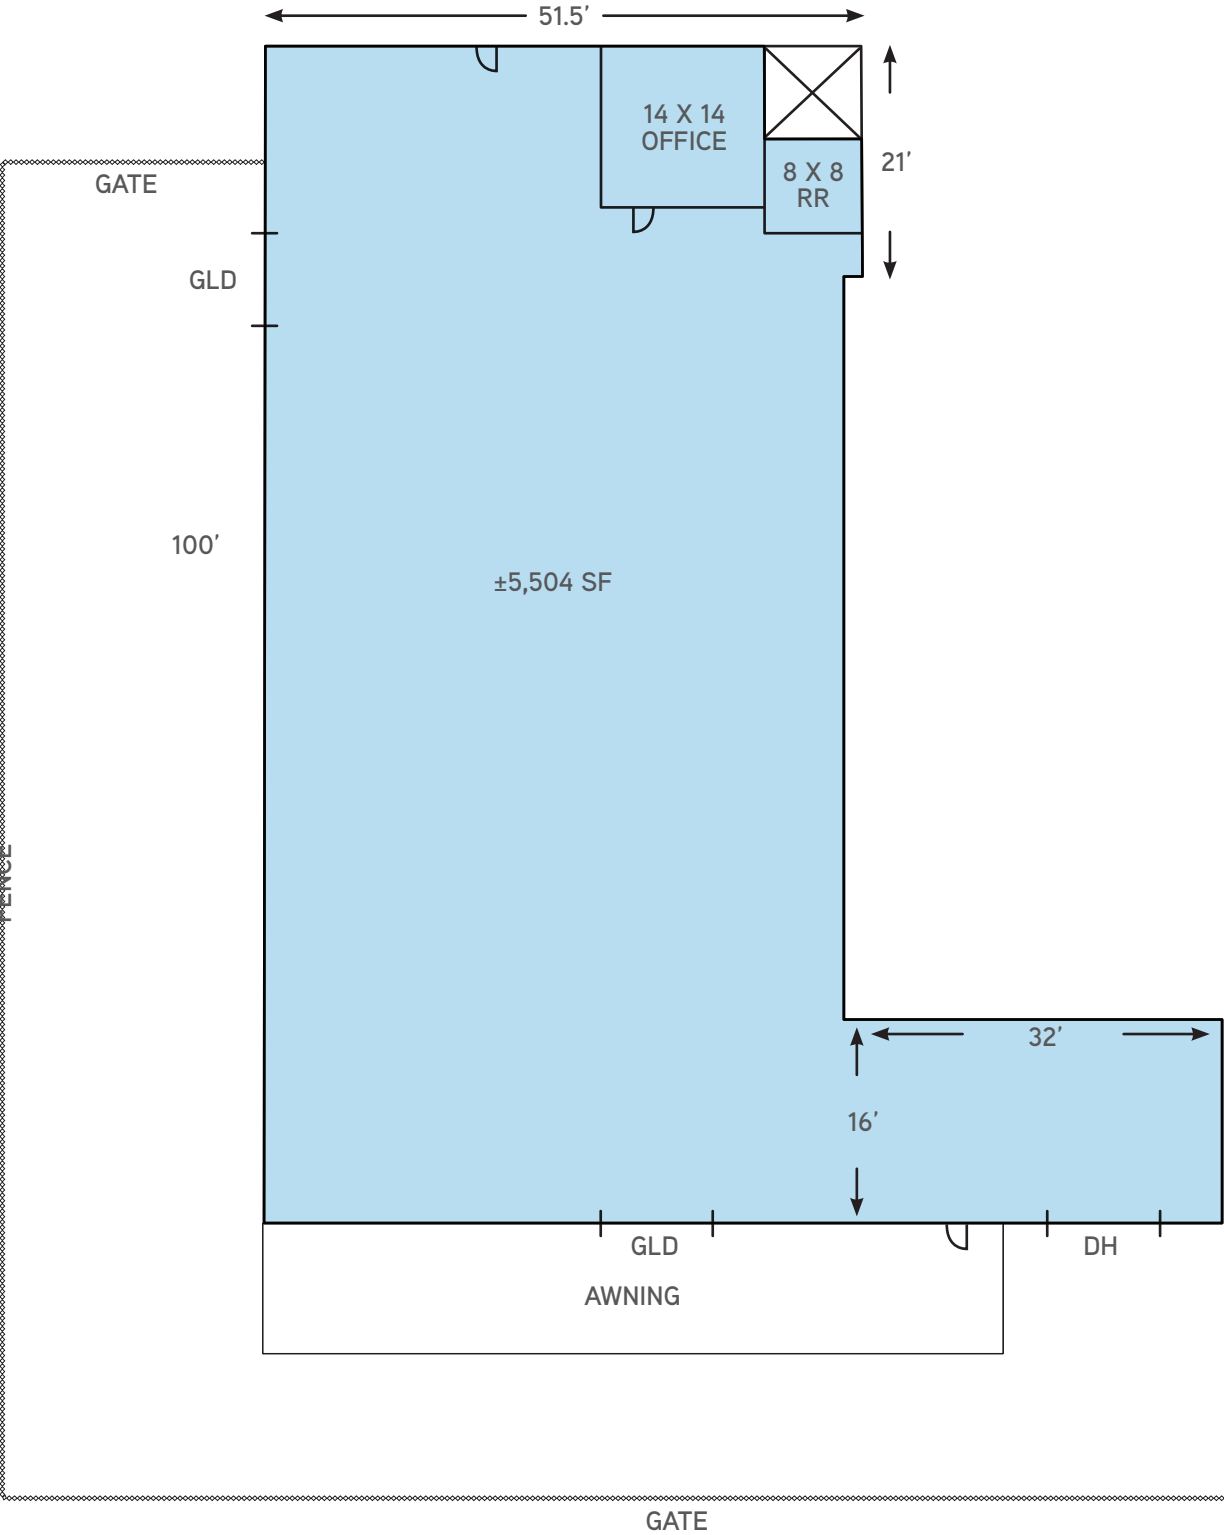 51.5’
14 X 14
OFFICE
21’
8 X 8
RR
GATE
GLD
100’
±5,504 SF
FENCE
32’
16’
GLD
DH
AWNING
GATE